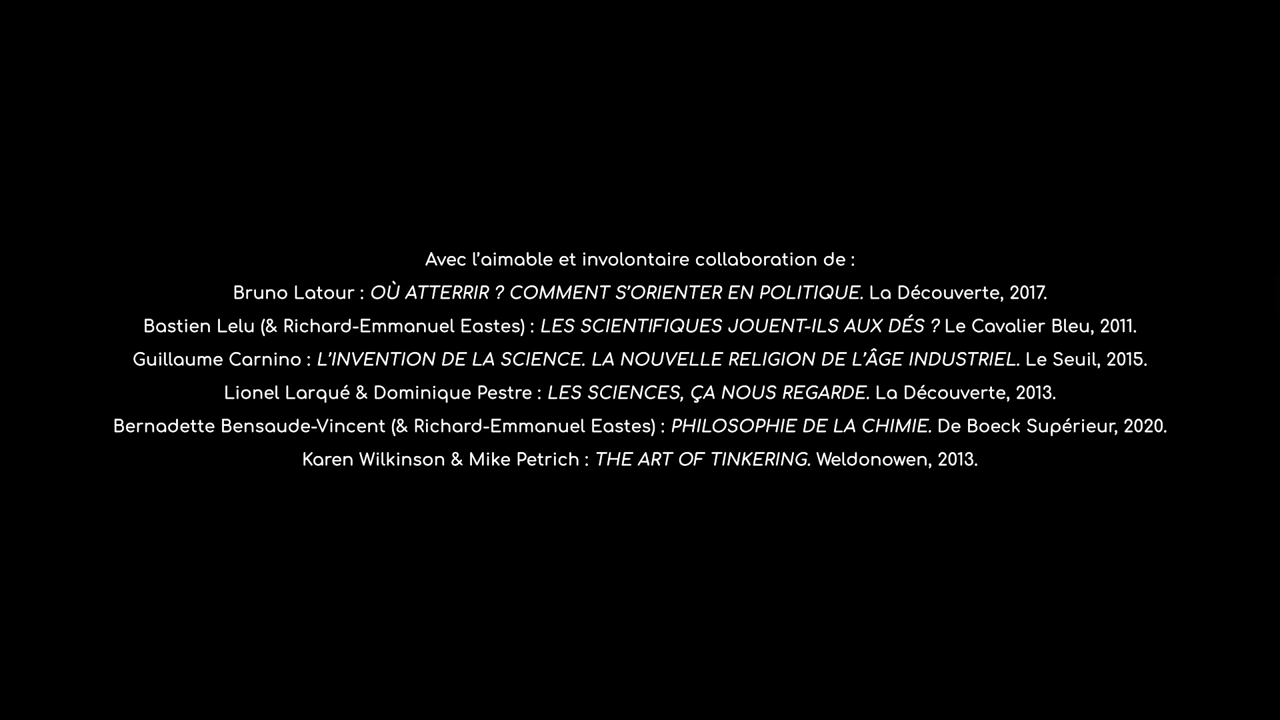 Avec l’aimable et involontaire collaboration de :
Bruno Latour : OÙ ATTERRIR ? COMMENT S’ORIENTER EN POLITIQUE. La Découverte, 2017.
Bastien Lelu (& Richard-Emmanuel Eastes) : LES SCIENTIFIQUES JOUENT-ILS AUX DÉS ? Le Cavalier Bleu, 2011.
Guillaume Carnino : L’INVENTION DE LA SCIENCE. LA NOUVELLE RELIGION DE L’ÂGE INDUSTRIEL. Le Seuil, 2015.
Lionel Larqué & Dominique Pestre : LES SCIENCES, ÇA NOUS REGARDE. La Découverte, 2013.
Bernadette Bensaude-Vincent (& Richard-Emmanuel Eastes) : PHILOSOPHIE DE LA CHIMIE. De Boeck Supérieur, 2020.
Karen Wilkinson & Mike Petrich : THE ART OF TINKERING. Weldonowen, 2013.